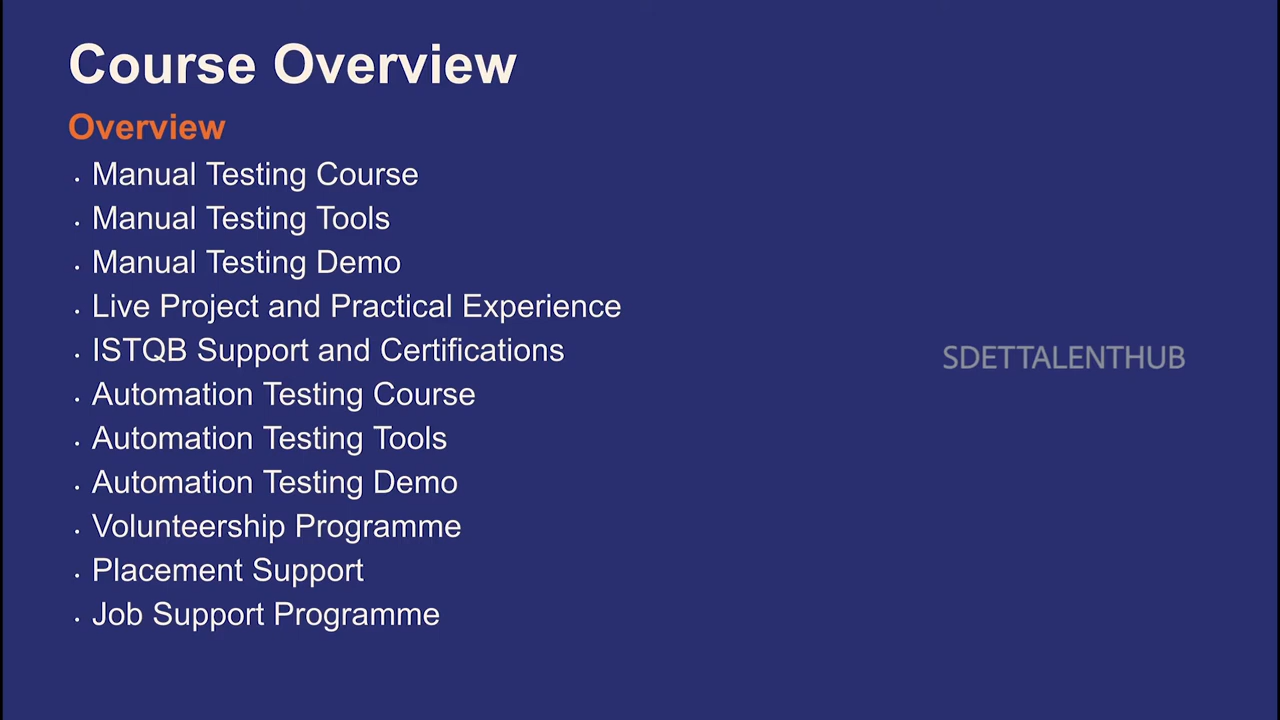 Course Overview
Overview
· Manual Testing Course
· Manual Testing Tools
· Manual Testing Demo
· Live Project and Practical Experience
· ISTQB Support and Certifications
SDETTALENTHUB
· Automation Testing Course
· Automation Testing Tools
· Automation Testing Demo
· Volunteership Programme
· Placement Support
· Job Support Programme